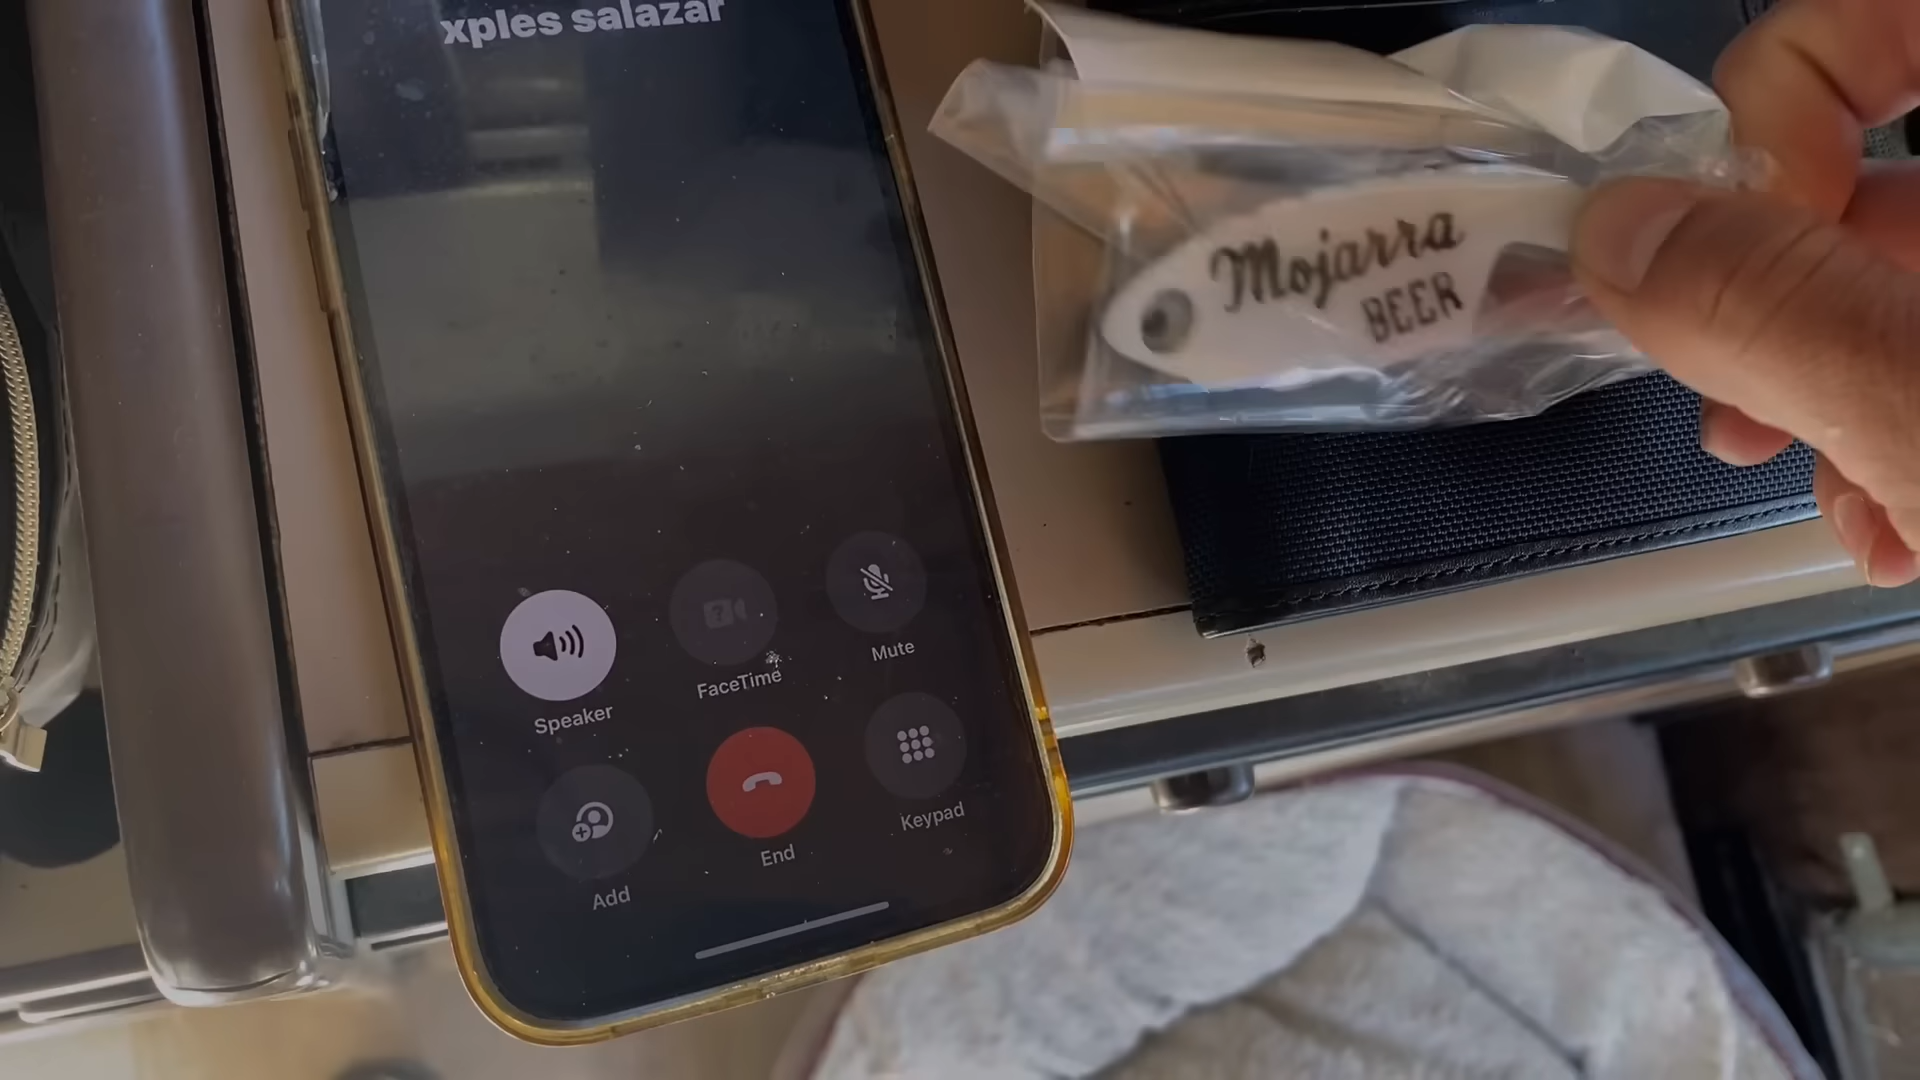 xples salazar
Mojarra
BEER
Speaker
FaceTime
Mute
Add
End
Keypad